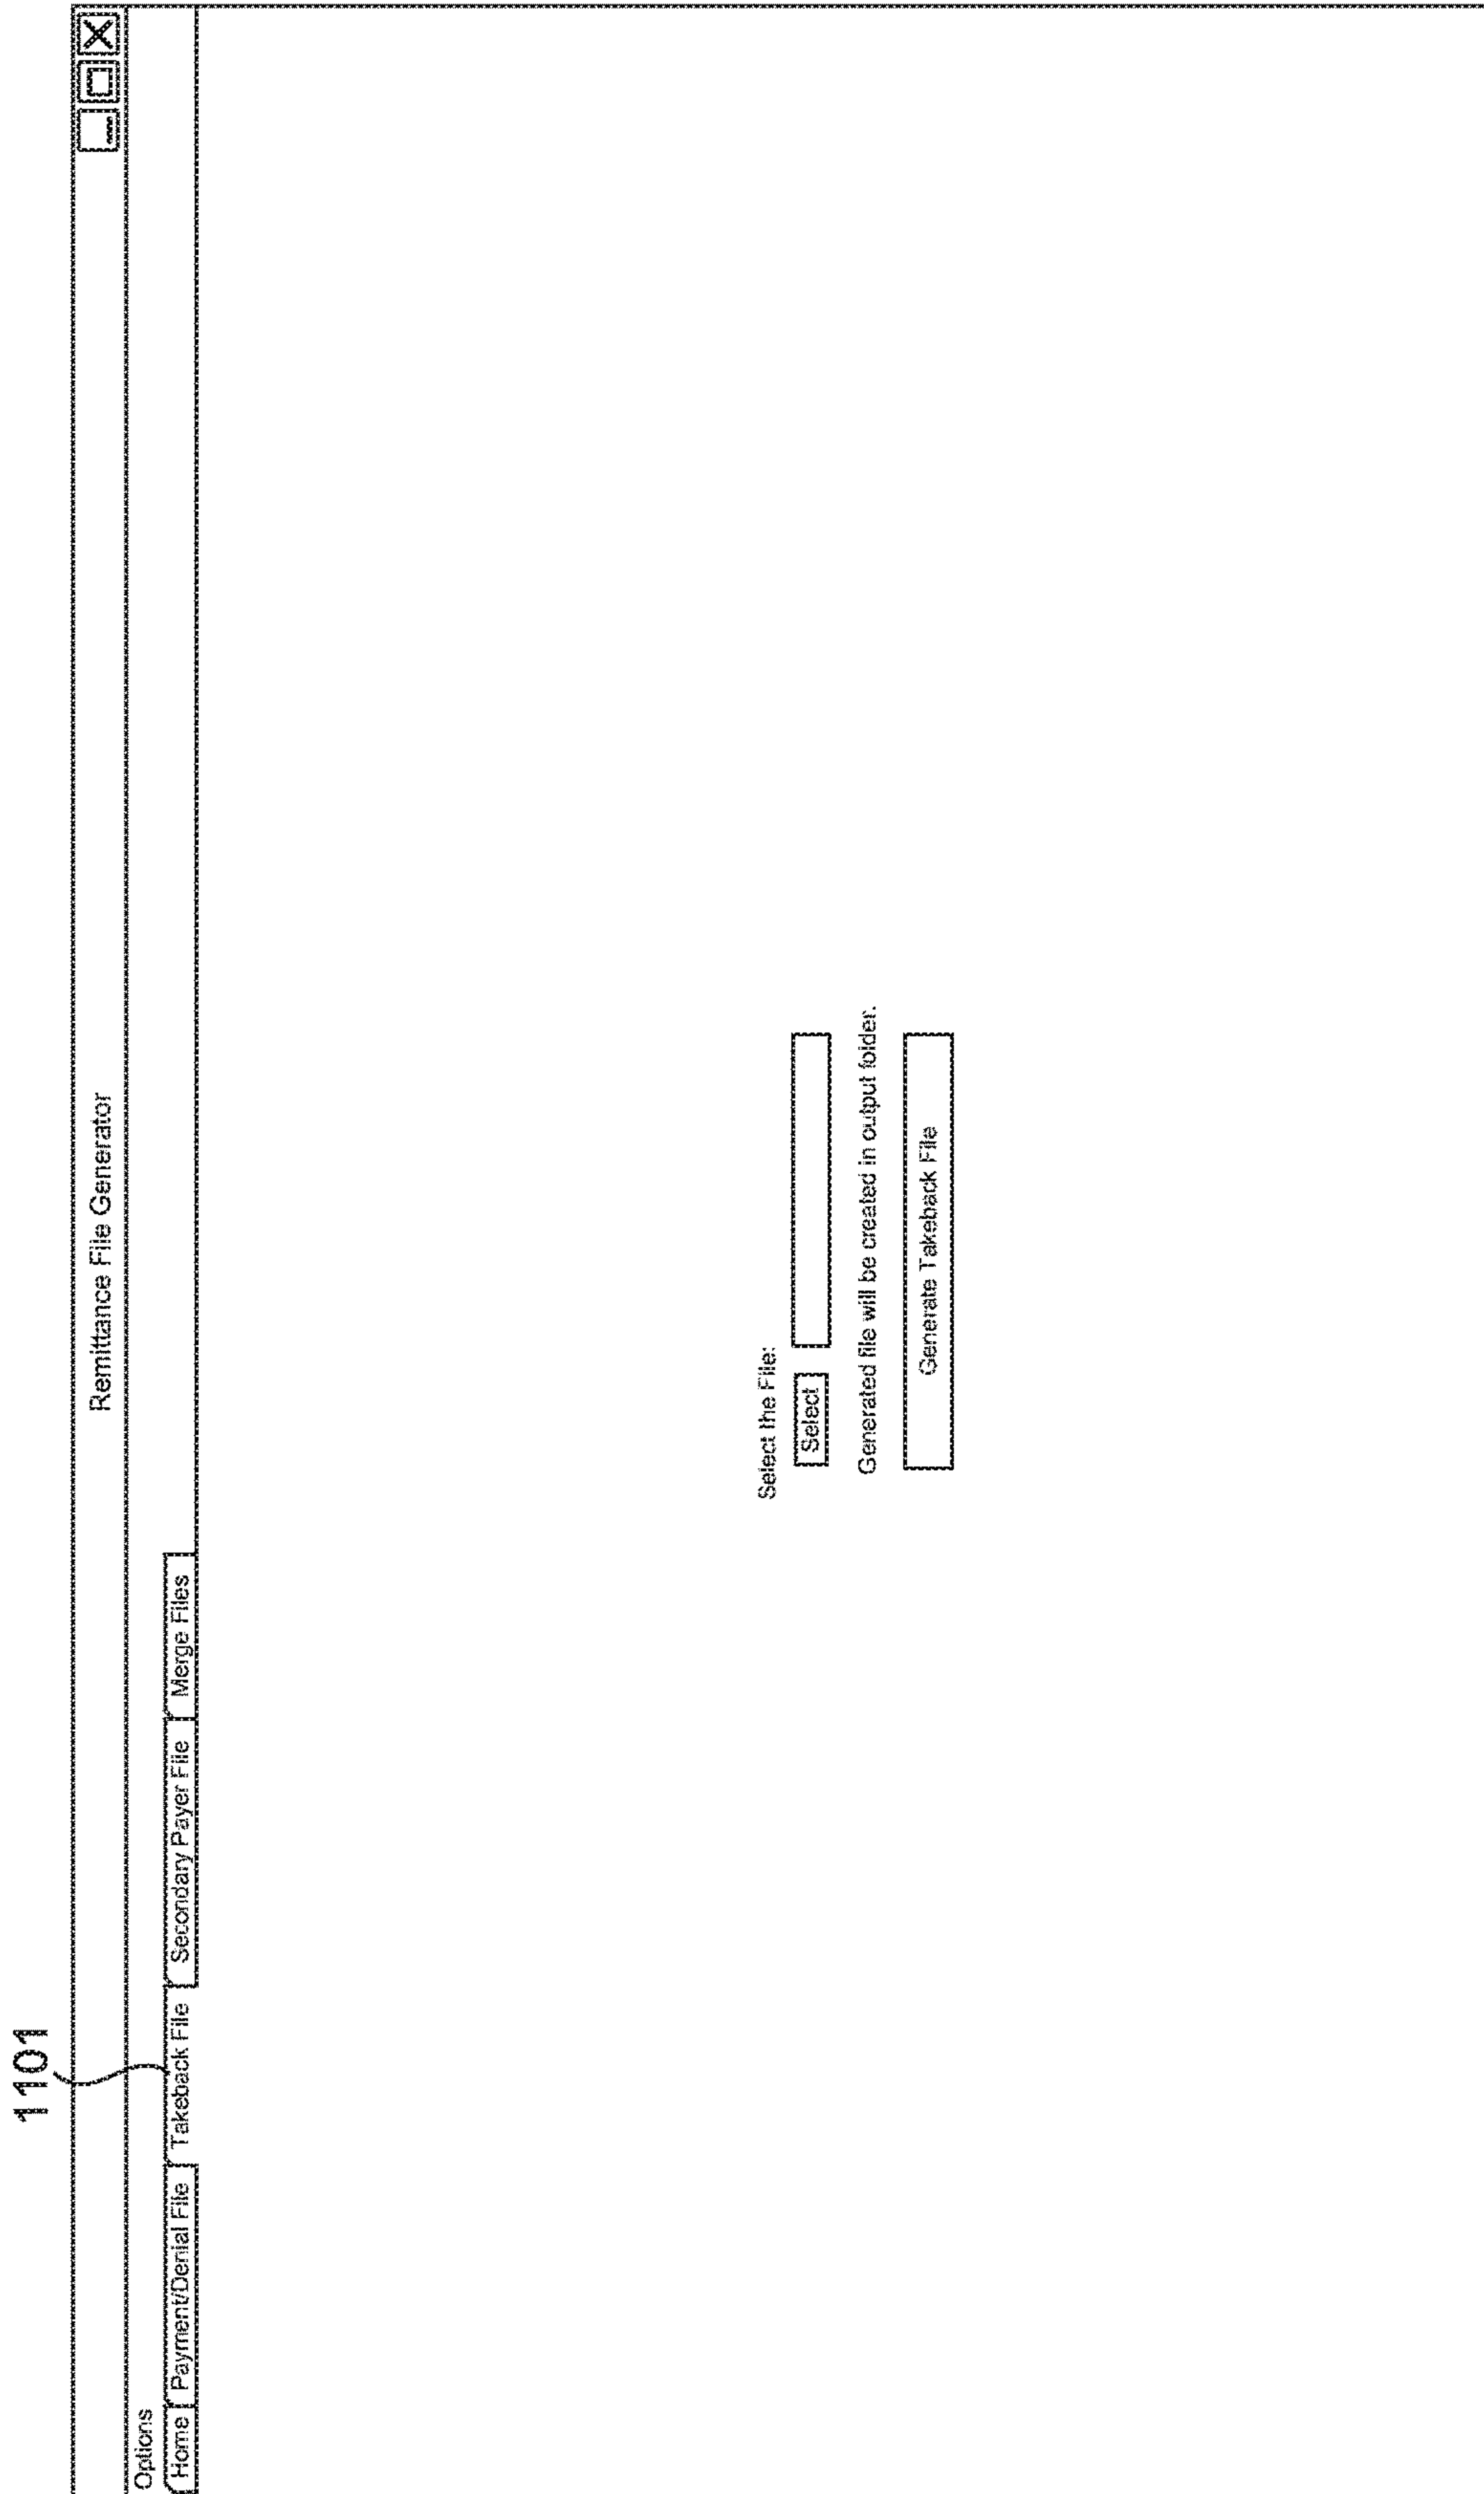 1101
Remittance File Generator
Options
Home Payment/Denial File Takeback File Secondary Payer File Merge Files
Select the File:
Select
Generated file will be created in output folder.
Generate Takeback File